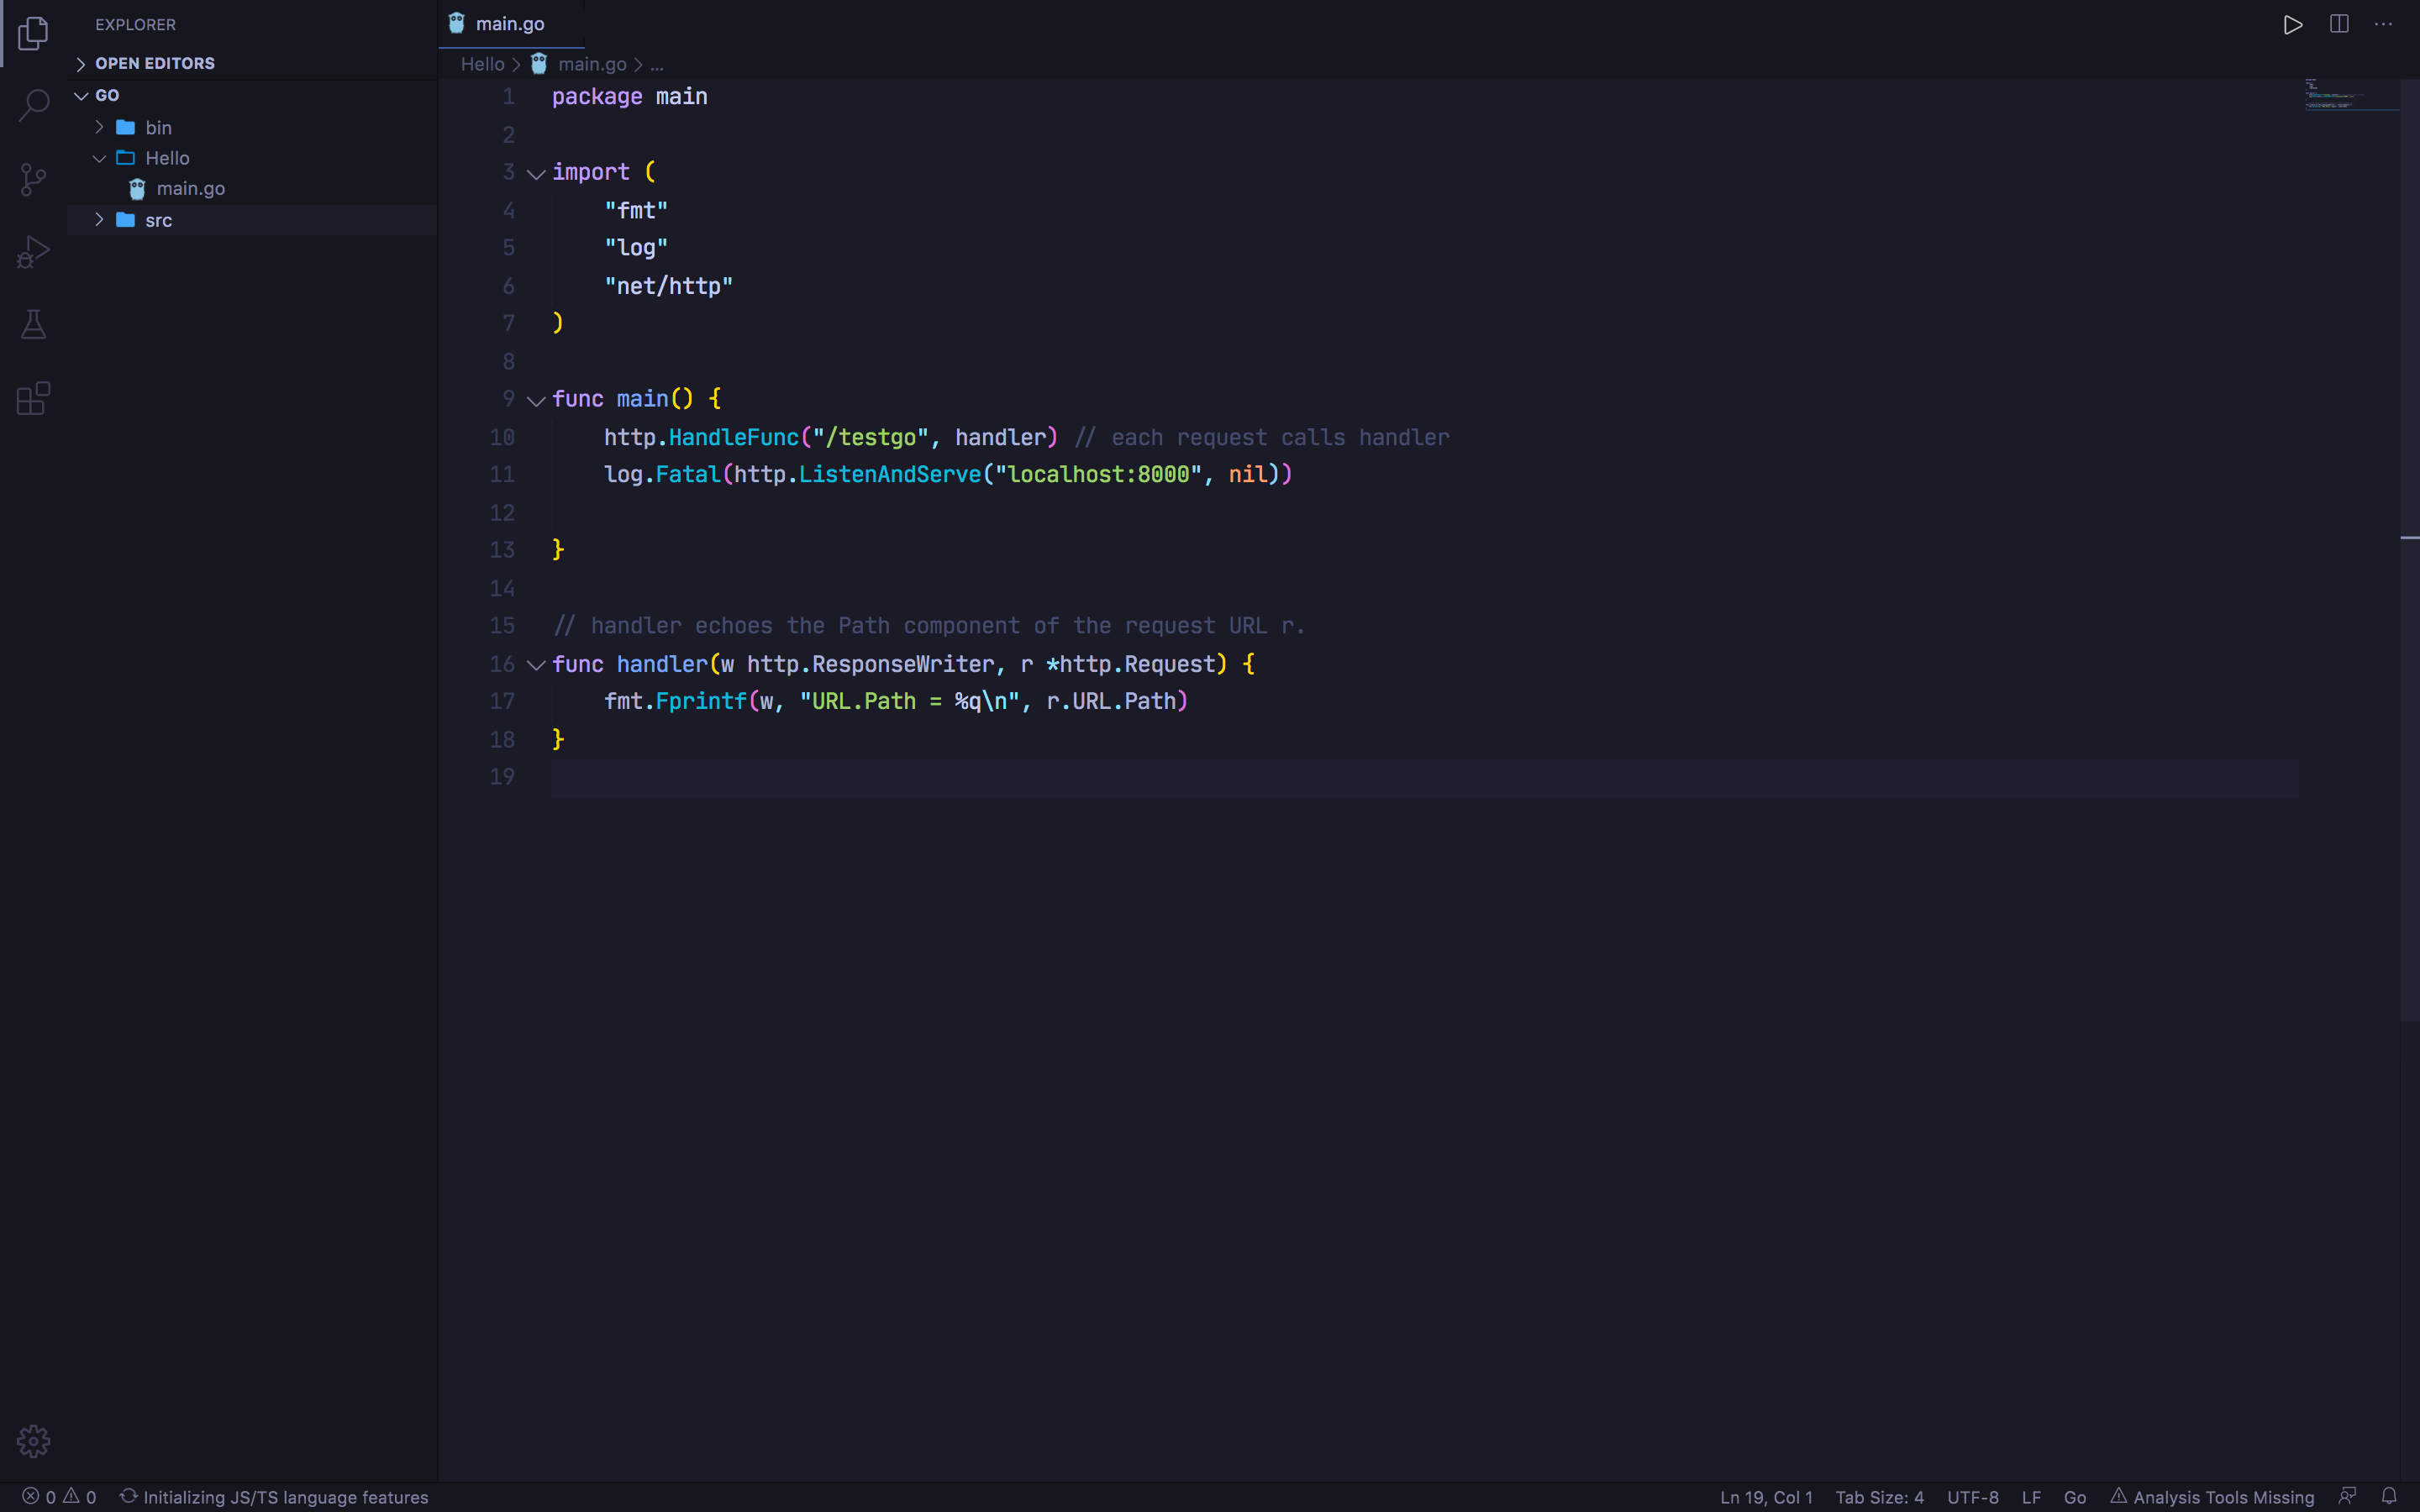 EXPLORER
OPEN EDITORS
GO
bin
Hello
main.go
src
main.go
Hello > main.go > ...
1 package main
2
3 import (
4 "fmt"
5 "log"
6 "net/http"
7 )
8
9 func main() {
10 http.HandleFunc("/testgo", handler) // each request calls handler
11 log.Fatal(http.ListenAndServe("localhost:8000", nil))
12
13 }
14
15 // handler echoes the Path component of the request URL r.
16 func handler(w http.ResponseWriter, r *http.Request) {
17 fmt.Fprintf(w, "URL.Path = %q\n", r.URL.Path)
18 }
19
0 0 Initializing JS/TS language features
Ln 19, Col 1 Tab Size: 4 UTF-8 LF Go Analysis Tools Missing